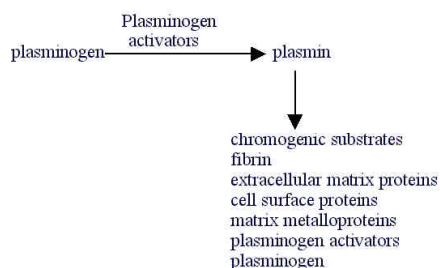 Plasminogen
activators
plasminogen
plasmin
chromogenic substrates
fibrin
extracellular matrix proteins
cell surface proteins
matrix metalloproteins
plasminogen activators
plasminogen